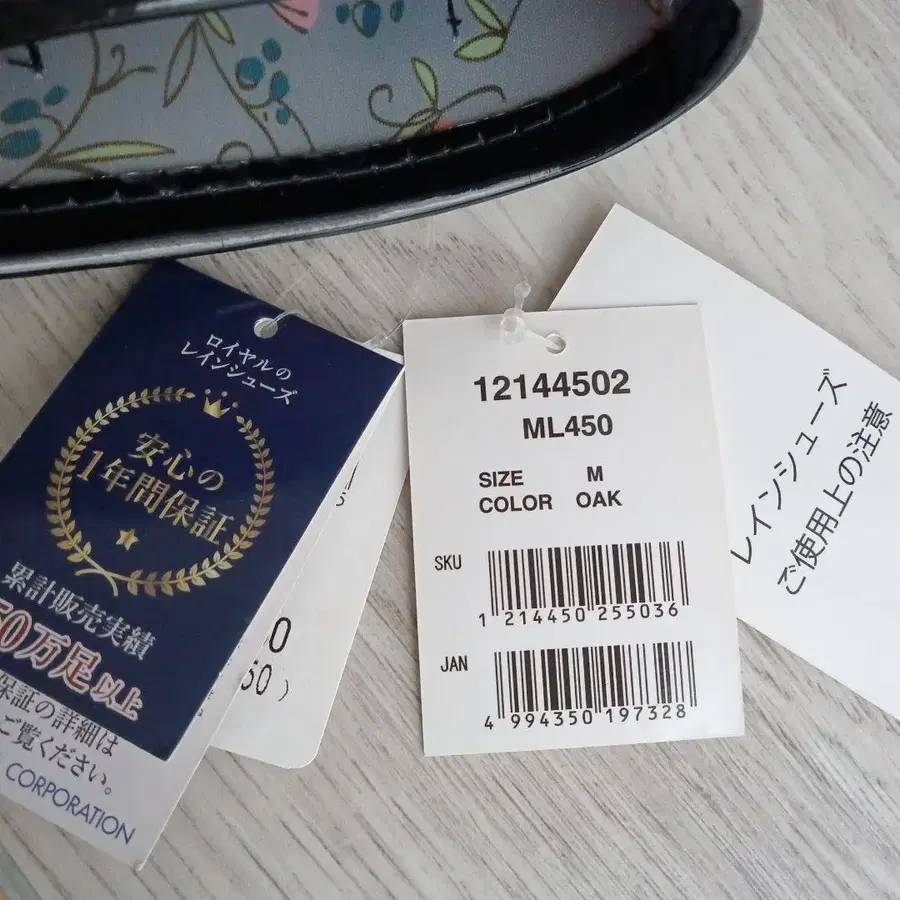 ロイヤルの
レインシューズ
安心の
1年間保証
累計販売実績
50万足以上
保証の詳細は
ご覧ください。
CORPORATION
50)
12144502
ML450
SIZE M
COLOR OAK
SKU
1 214450 255036
JAN
4 994350 197328
レインシューズ
ご使用上の注意